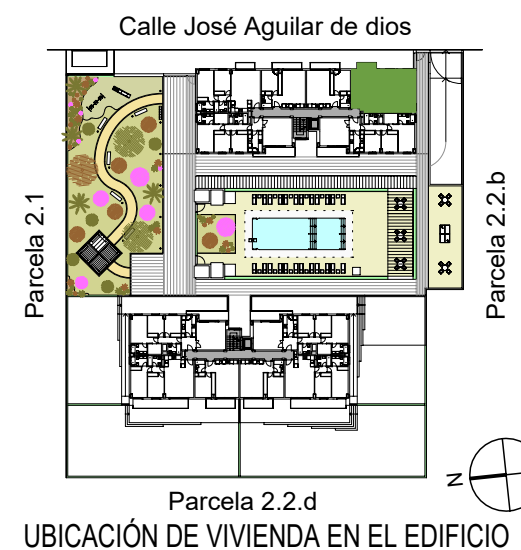 Calle José Aguilar de dios
Parcela 2.1
Parcela 2.2.b
N
Parcela 2.2.d
UBICACIÓN DE VIVIENDA EN EL EDIFICIO